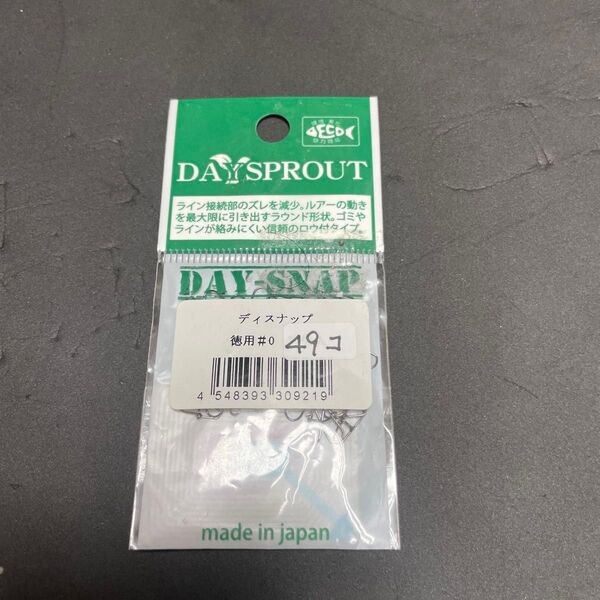 ECO
DAYSPROUT
ライン接続部のズレを減少。ルアーの動き
を最大限に引き出すラウンド形状。ゴミや
ラインが絡みにくい信頼のロウ付タイプ。
DAY-SNAP
ディスナップ
徳用#0 49コ
4 548393 309219
made in japan